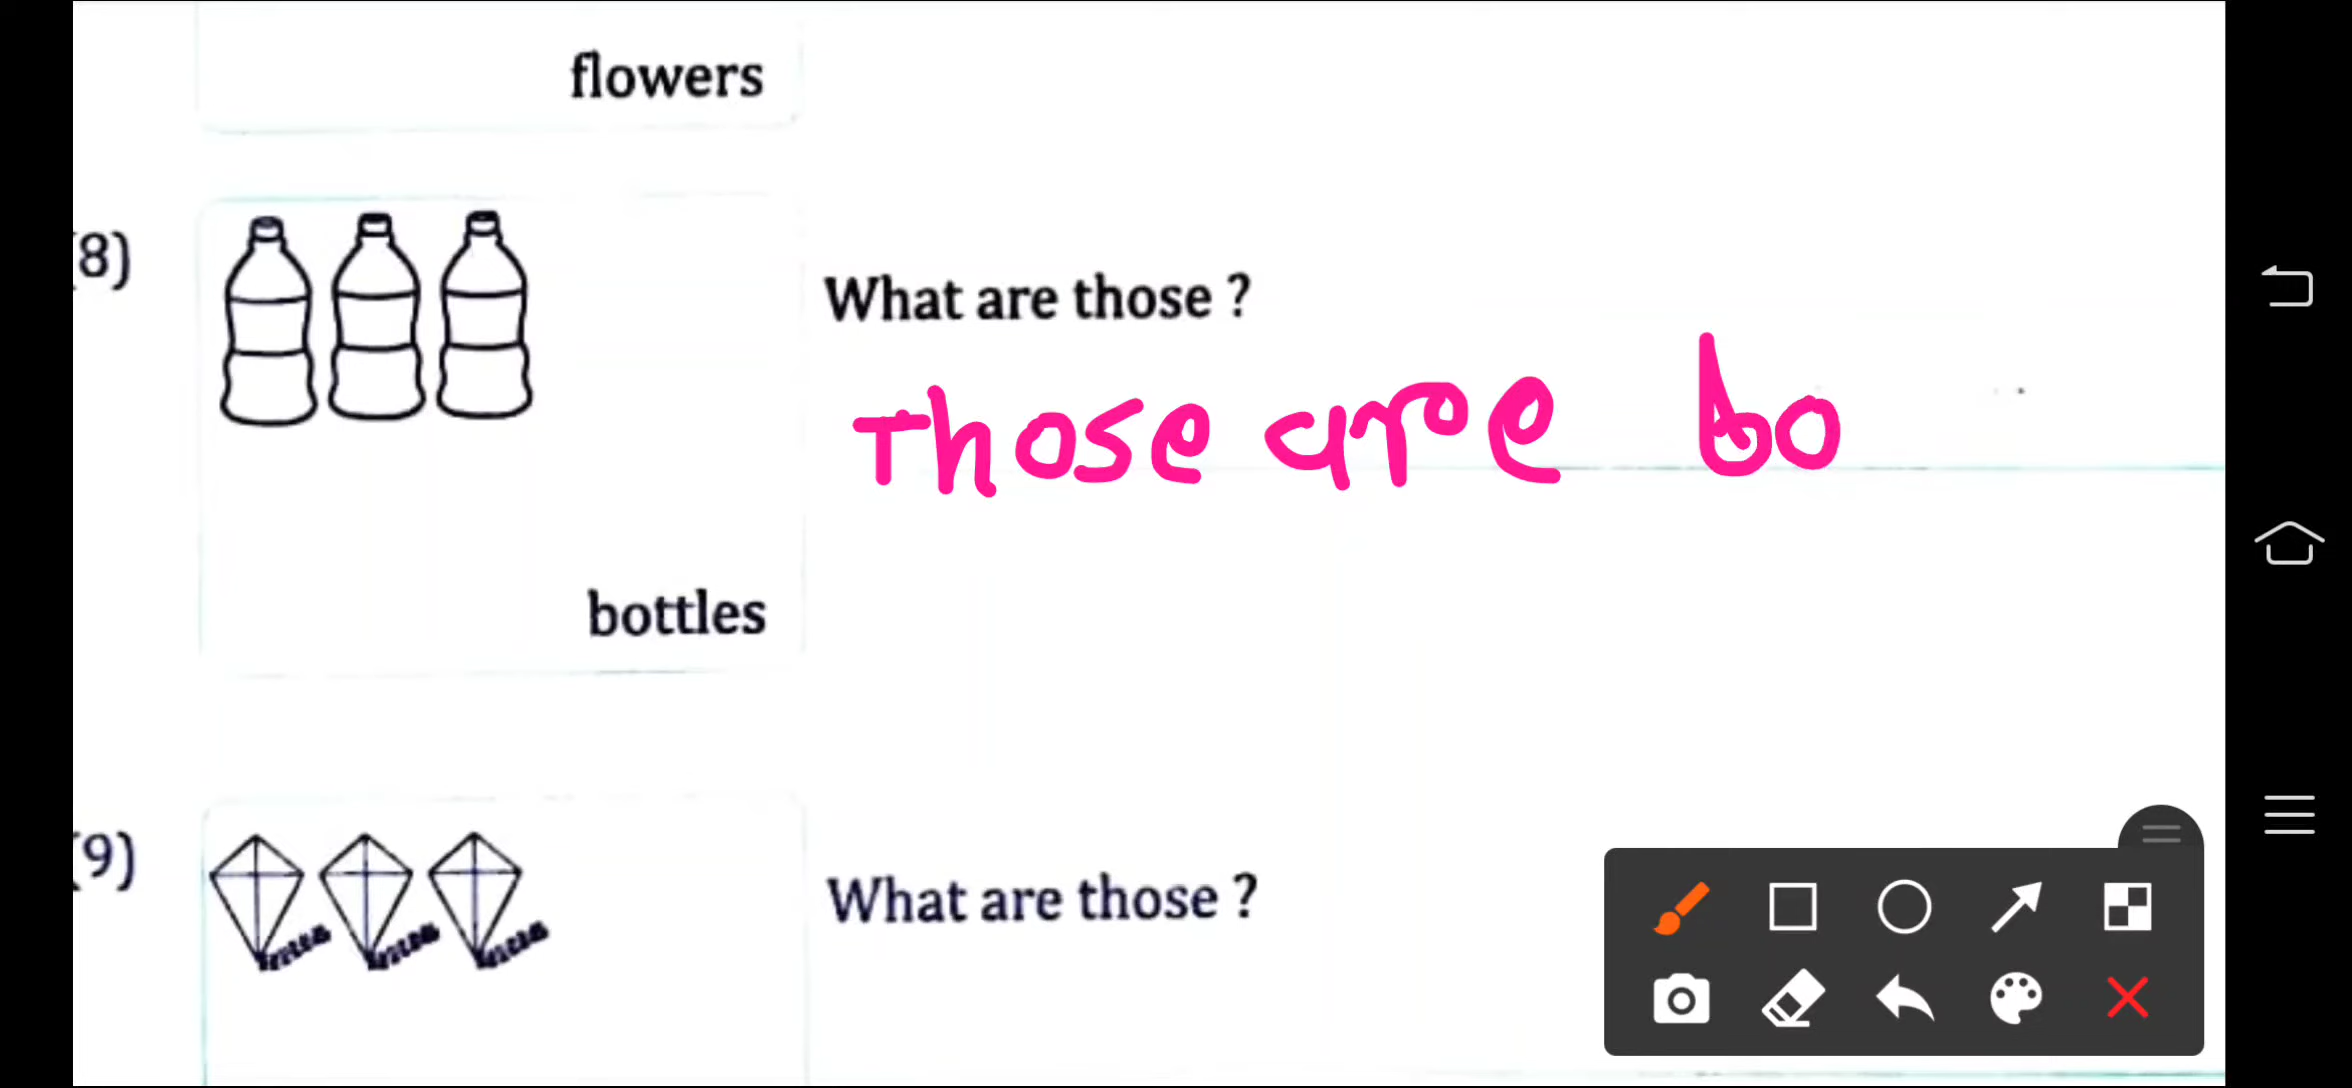 flowers
(8)
What are those ?
Those are bo
bottles
(9)
What are those ?